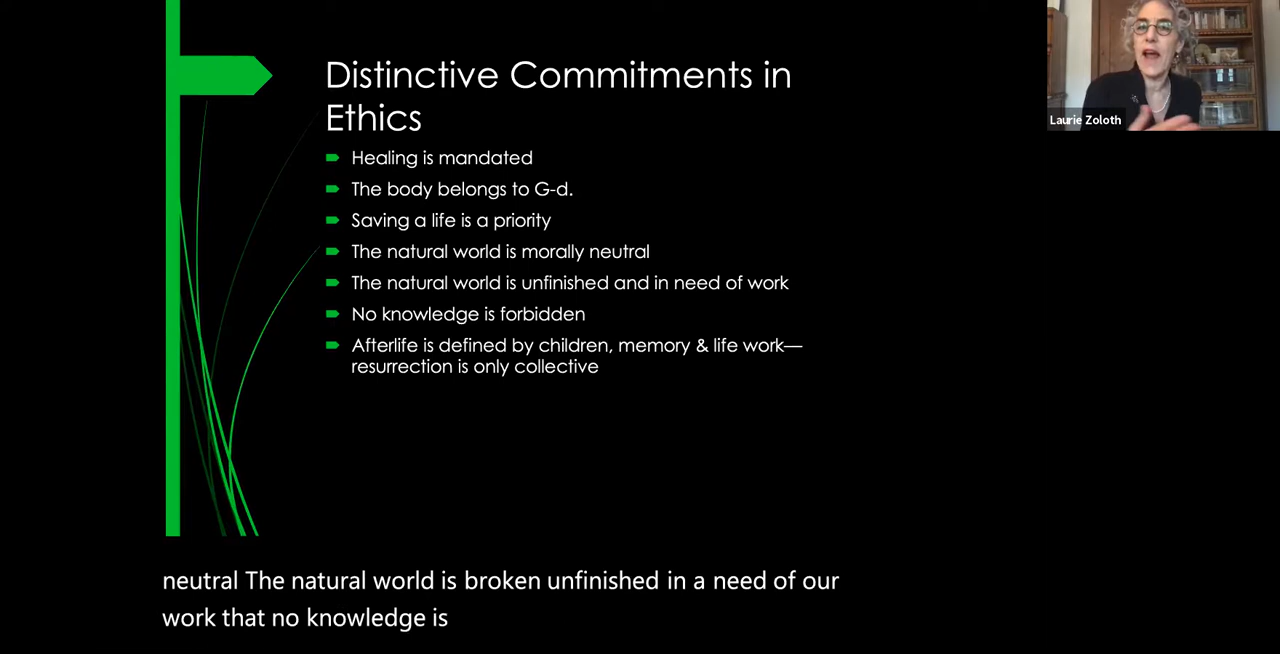 Distinctive Commitments in
Ethics
Healing is mandated
The body belongs to G-d.
Saving a life is a priority
The natural world is morally neutral
The natural world is unfinished and in need of work
No knowledge is forbidden
Afterlife is defined by children, memory & life work—
resurrection is only collective
Laurie Zoloth
neutral The natural world is broken unfinished in a need of our
work that no knowledge is